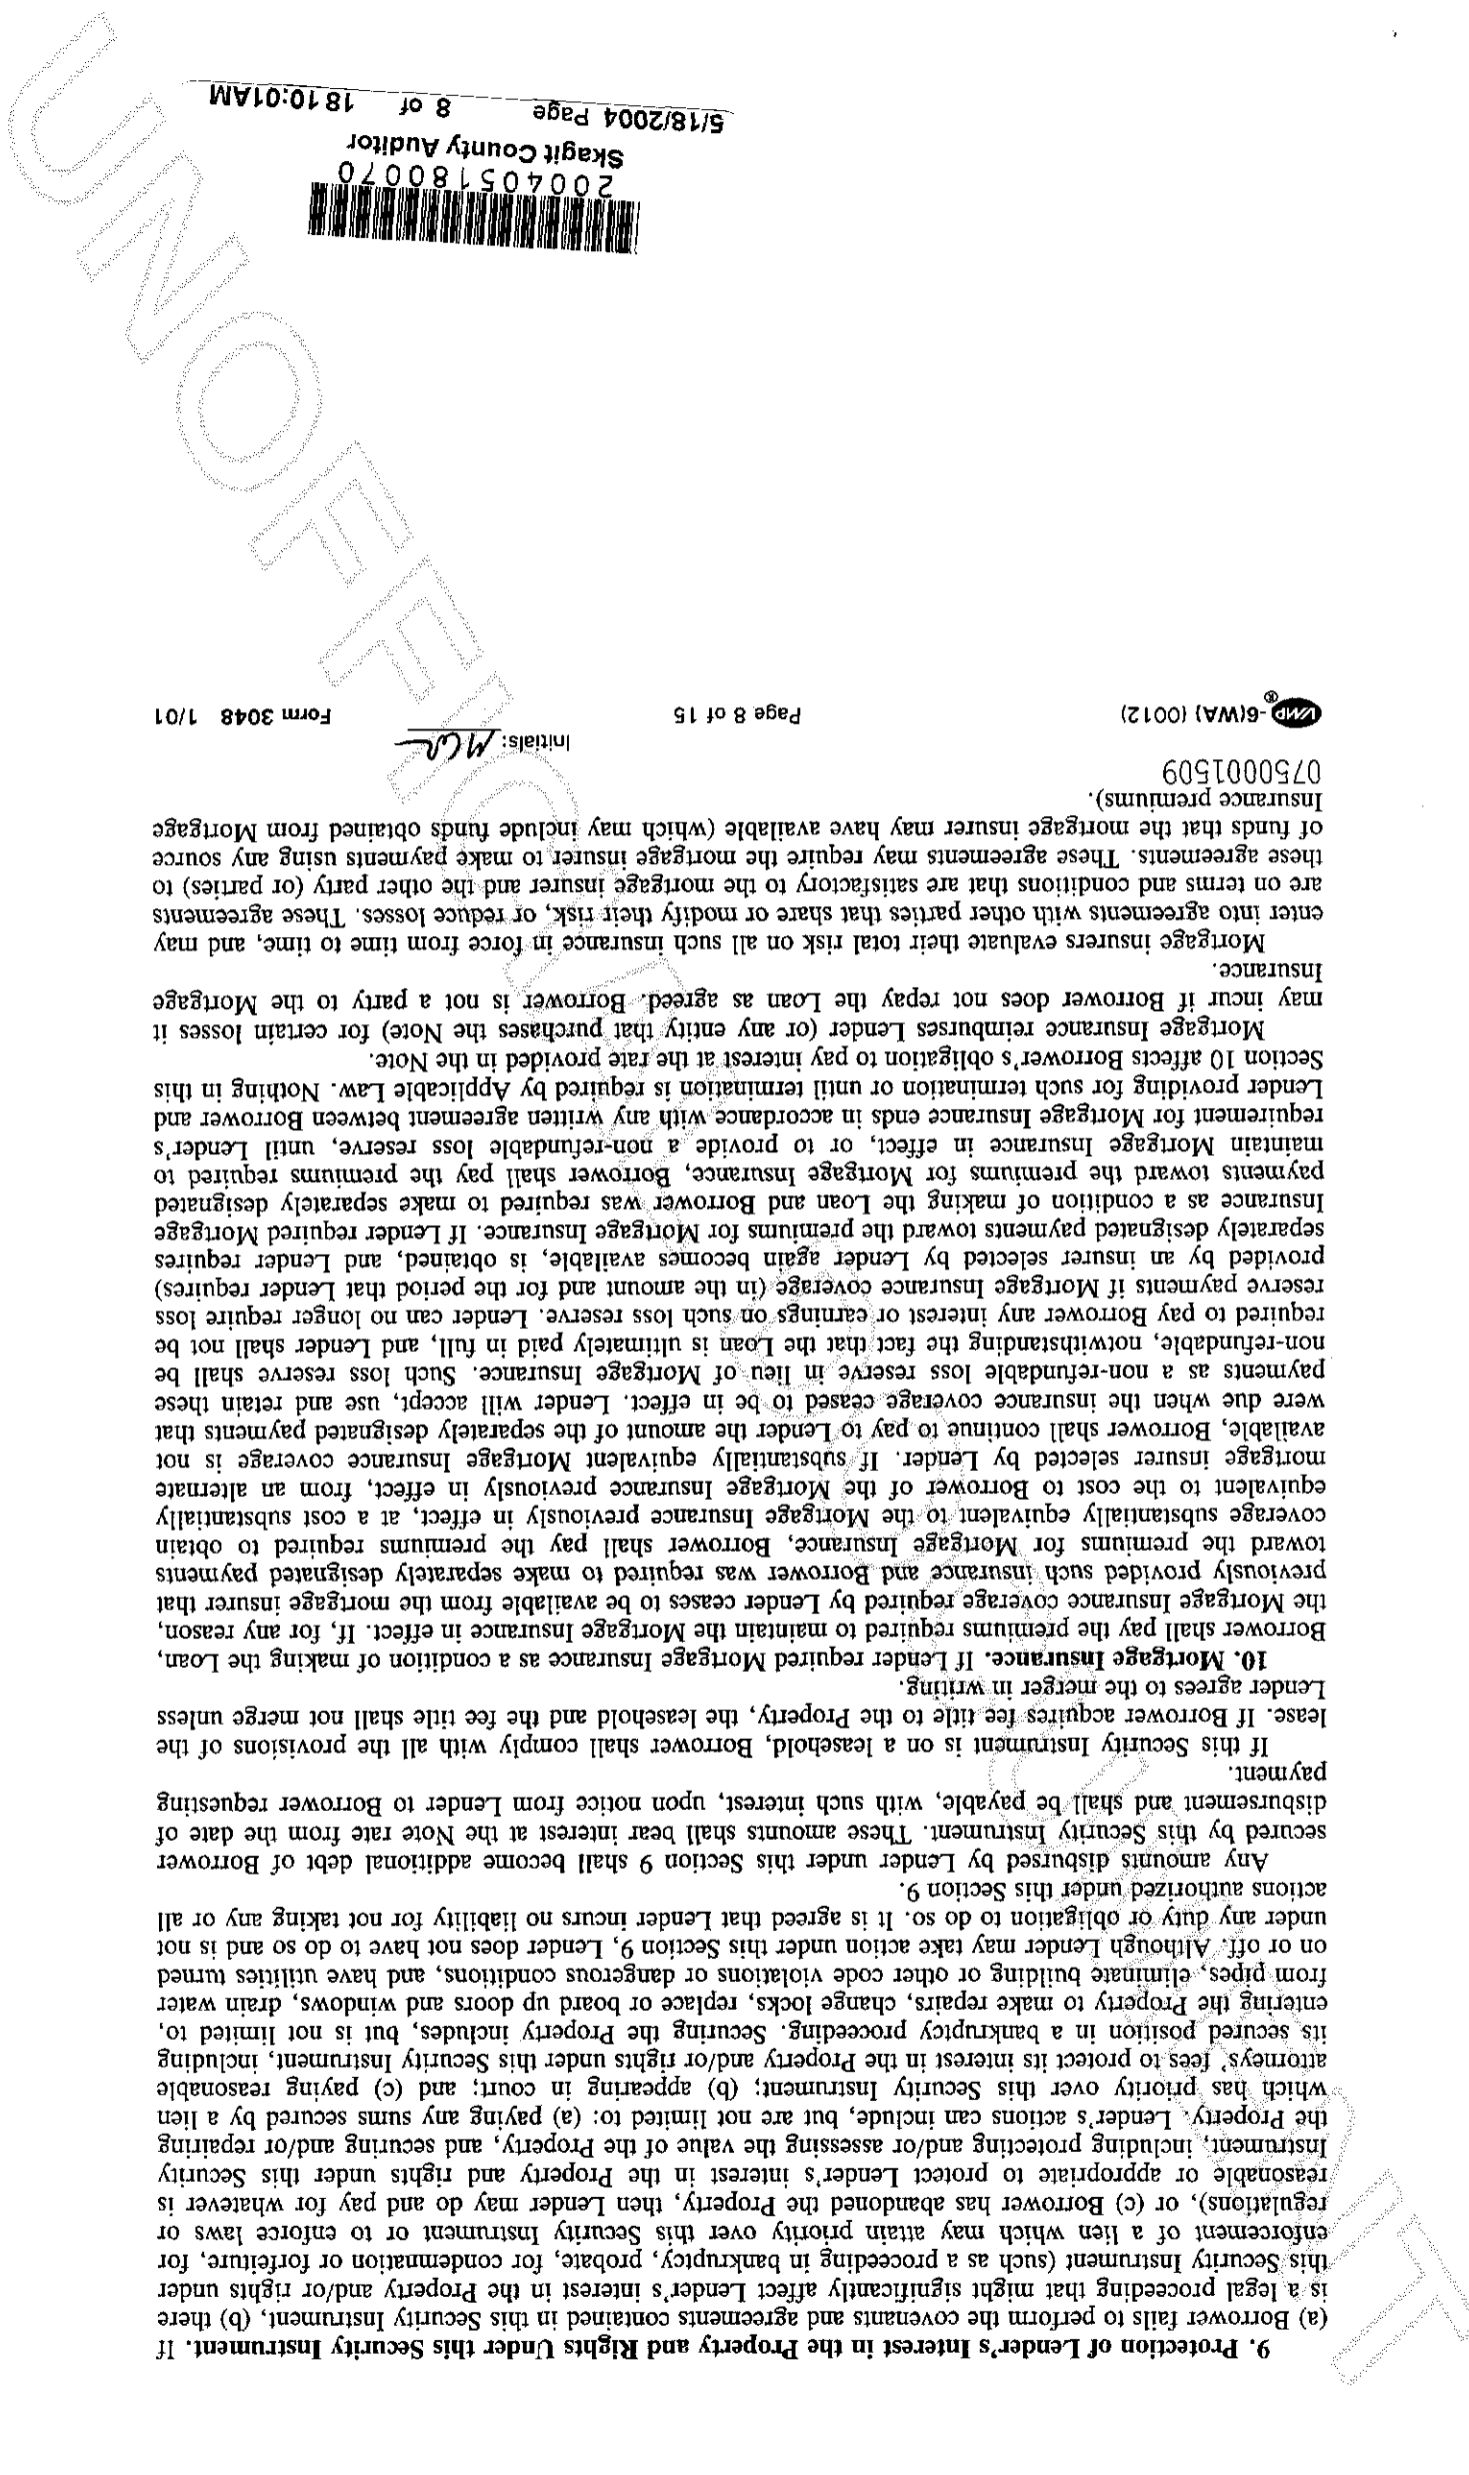 9. Protection of Lender's Interest in the Property and Rights Under this Security Instrument. If
(a) Borrower fails to perform the covenants and agreements contained in this Security Instrument, (b) there
is a legal proceeding that might significantly affect Lender's interest in the Property and/or rights under
this Security Instrument (such as a proceeding in bankruptcy, probate, for condemnation or forfeiture, for
enforcement of a lien which may attain priority over this Security Instrument or to enforce laws or
regulations), or (c) Borrower has abandoned the Property, then Lender may do and pay for whatever is
reasonable or appropriate to protect Lender's interest in the Property and rights under this Security
Instrument, including protecting and/or assessing the value of the Property, and securing and/or repairing
the Property. Lender's actions can include, but are not limited to: (a) paying any sums secured by a lien
which has priority over this Security Instrument; (b) appearing in court; and (c) paying reasonable
attorneys' fees to protect its interest in the Property and/or rights under this Security Instrument, including
its secured position in a bankruptcy proceeding. Securing the Property includes, but is not limited to,
entering the Property to make repairs, change locks, replace or board up doors and windows, drain water
from pipes, eliminate building or other code violations or dangerous conditions, and have utilities turned
on or off. Although Lender may take action under this Section 9, Lender does not have to do so and is not
under any duty or obligation to do so. It is agreed that Lender incurs no liability for not taking any or all
actions authorized under this Section 9.
Any amounts disbursed by Lender under this Section 9 shall become additional debt of Borrower
secured by this Security Instrument. These amounts shall bear interest at the Note rate from the date of
disbursement and shall be payable, with such interest, upon notice from Lender to Borrower requesting
payment.
If this Security Instrument is on a leasehold, Borrower shall comply with all the provisions of the
lease. If Borrower acquires fee title to the Property, the leasehold and the fee title shall not merge unless
Lender agrees to the merger in writing.
10. Mortgage Insurance. If Lender required Mortgage Insurance as a condition of making the Loan,
Borrower shall pay the premiums required to maintain the Mortgage Insurance in effect. If, for any reason,
the Mortgage Insurance coverage required by Lender ceases to be available from the mortgage insurer that
previously provided such insurance and Borrower was required to make separately designated payments
toward the premiums for Mortgage Insurance, Borrower shall pay the premiums required to obtain
coverage substantially equivalent to the Mortgage Insurance previously in effect, at a cost substantially
equivalent to the cost to Borrower of the Mortgage Insurance previously in effect, from an alternate
mortgage insurer selected by Lender. If substantially equivalent Mortgage Insurance coverage is not
available, Borrower shall continue to pay to Lender the amount of the separately designated payments that
were due when the insurance coverage ceased to be in effect. Lender will accept, use and retain these
payments as a non-refundable loss reserve in lieu of Mortgage Insurance. Such loss reserve shall be
non-refundable, notwithstanding the fact that the Loan is ultimately paid in full, and Lender shall not be
required to pay Borrower any interest or earnings on such loss reserve. Lender can no longer require loss
reserve payments if Mortgage Insurance coverage (in the amount and for the period that Lender requires)
provided by an insurer selected by Lender again becomes available, is obtained, and Lender requires
separately designated payments toward the premiums for Mortgage Insurance. If Lender required Mortgage
Insurance as a condition of making the Loan and Borrower was required to make separately designated
payments toward the premiums for Mortgage Insurance, Borrower shall pay the premiums required to
maintain Mortgage Insurance in effect, or to provide a non-refundable loss reserve, until Lender's
requirement for Mortgage Insurance ends in accordance with any written agreement between Borrower and
Lender providing for such termination or until termination is required by Applicable Law. Nothing in this
Section 10 affects Borrower's obligation to pay interest at the rate provided in the Note.
Mortgage Insurance reimburses Lender (or any entity that purchases the Note) for certain losses it
may incur if Borrower does not repay the Loan as agreed. Borrower is not a party to the Mortgage
Insurance.
Mortgage insurers evaluate their total risk on all such insurance in force from time to time, and may
enter into agreements with other parties that share or modify their risk, or reduce losses. These agreements
are on terms and conditions that are satisfactory to the mortgage insurer and the other party (or parties) to
these agreements. These agreements may require the mortgage insurer to make payments using any source
of funds that the mortgage insurer may have available (which may include funds obtained from Mortgage
Insurance premiums).
0750001509
Initials: MCR
VMP®-6(WA) (0012) Page 8 of 15 Form 3048 1/01
200405180070
Skagit County Auditor
5/18/2004 Page 8 of 18 10:01AM
UNOFFICIAL DOCUMENT